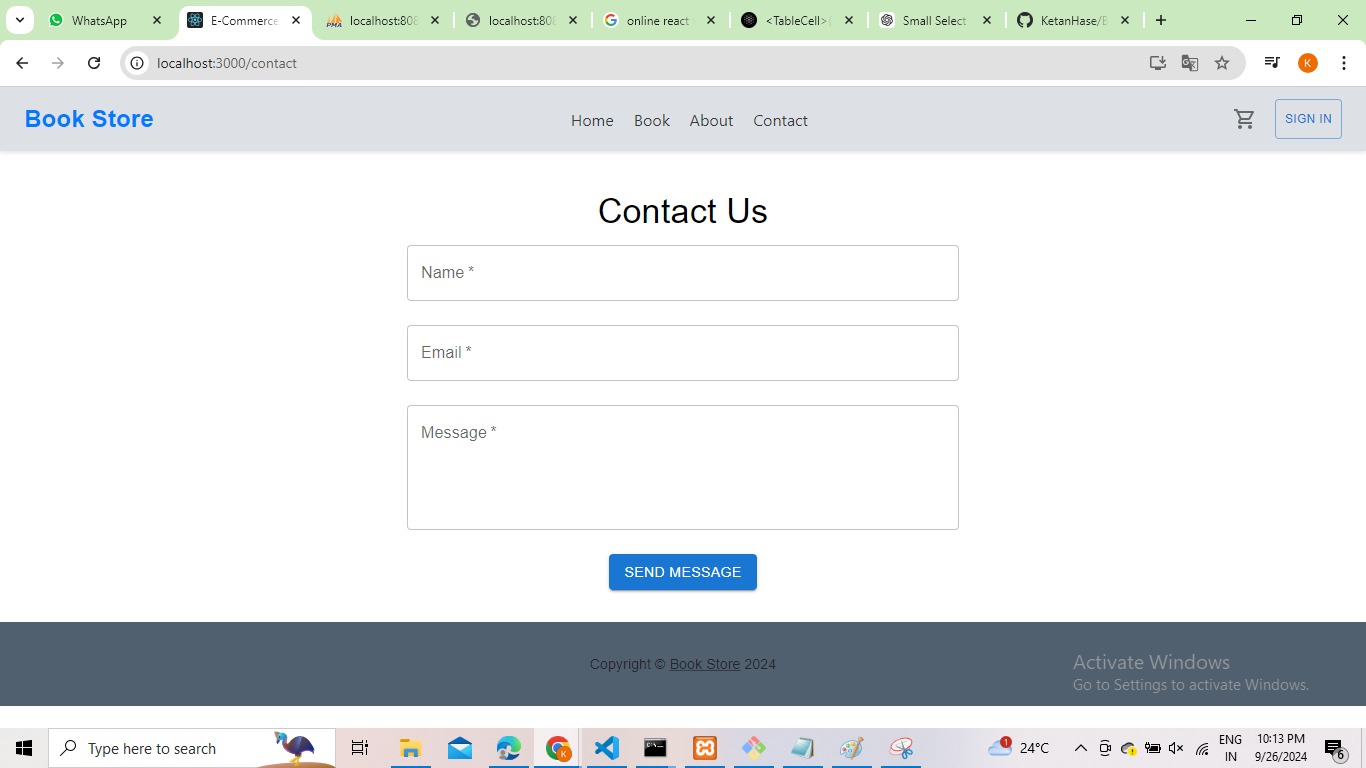 WhatsApp
E-Commerce
localhost:808
localhost:808
online react
<TableCell>
Small Select
KetanHase/B
localhost:3000/contact
K
Book Store
Home Book About Contact
SIGN IN
Contact Us
Name *
Email *
Message *
SEND MESSAGE
Copyright © Book Store 2024
Activate Windows
Go to Settings to activate Windows.
Type here to search
24°C
ENG
IN
10:13 PM
9/26/2024
6